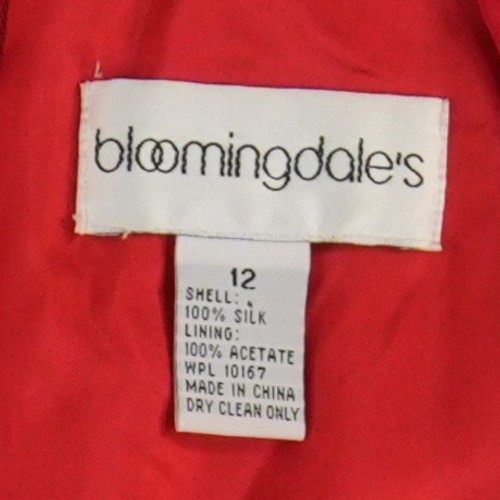 bloomingdale's
12
SHELL:
100% SILK
LINING:
100% ACETATE
WPL 10167
MADE IN CHINA
DRY CLEAN ONLY